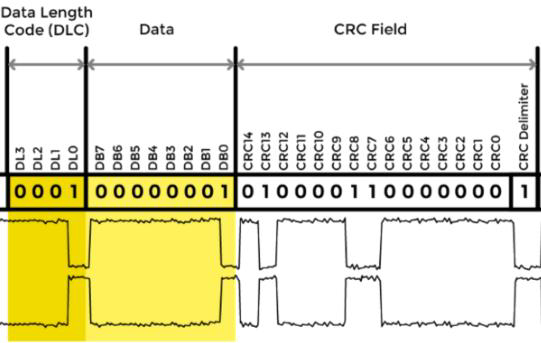 Data Length
Code (DLC)
Data
CRC Field
DL3
DL2
DL1
DL0
DB7
DB6
DB5
DB4
DB3
DB2
DB1
DB0
CRC14
CRC13
CRC12
CRC11
CRC10
CRC9
CRC8
CRC7
CRC6
CRC5
CRC4
CRC3
CRC2
CRC1
CRC0
CRC Delimiter
0 0 0 1 0 0 0 0 0 0 0 1 0 1 0 0 0 0 1 1 0 0 0 0 0 0 0 1